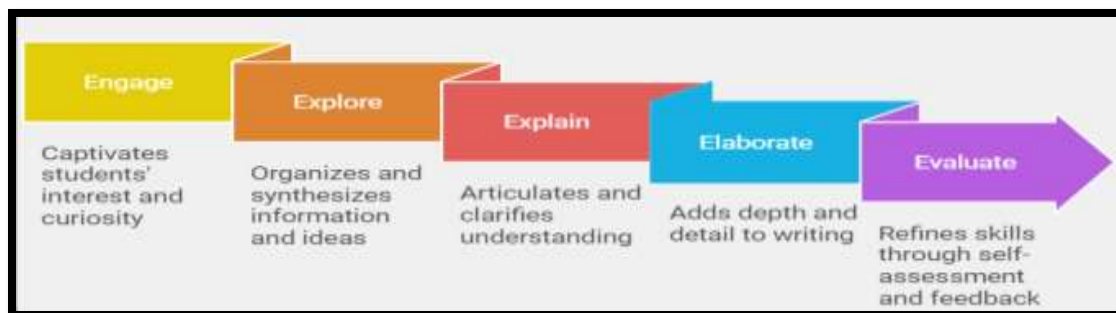 Engage
Captivates
students'
interest and
curiosity
Explore
Organizes and
synthesizes
information
and ideas
Explain
Articulates and
clarifies
understanding
Elaborate
Adds depth and
detail to writing
Evaluate
Refines skills
through self-
assessment
and feedback